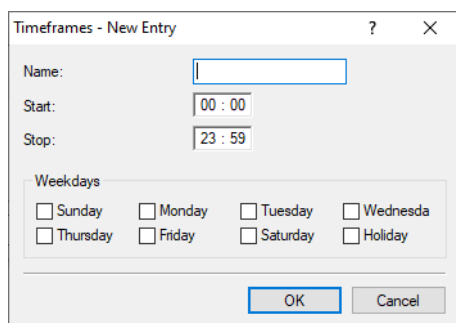 Timeframes - New Entry ?
Name:
Start: 00 : 00
Stop: 23 : 59
Weekdays
Sunday Monday Tuesday Wednesda
Thursday Friday Saturday Holiday
OK Cancel